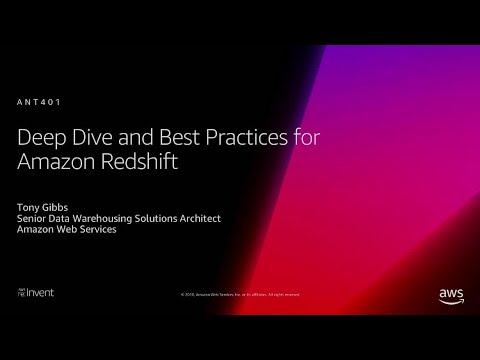 ANT401
Deep Dive and Best Practices for
Amazon Redshift
Tony Gibbs
Senior Data Warehousing Solutions Architect
Amazon Web Services
AWS
re:Invent
© 2018, Amazon Web Services, Inc. or its affiliates. All rights reserved.
aws